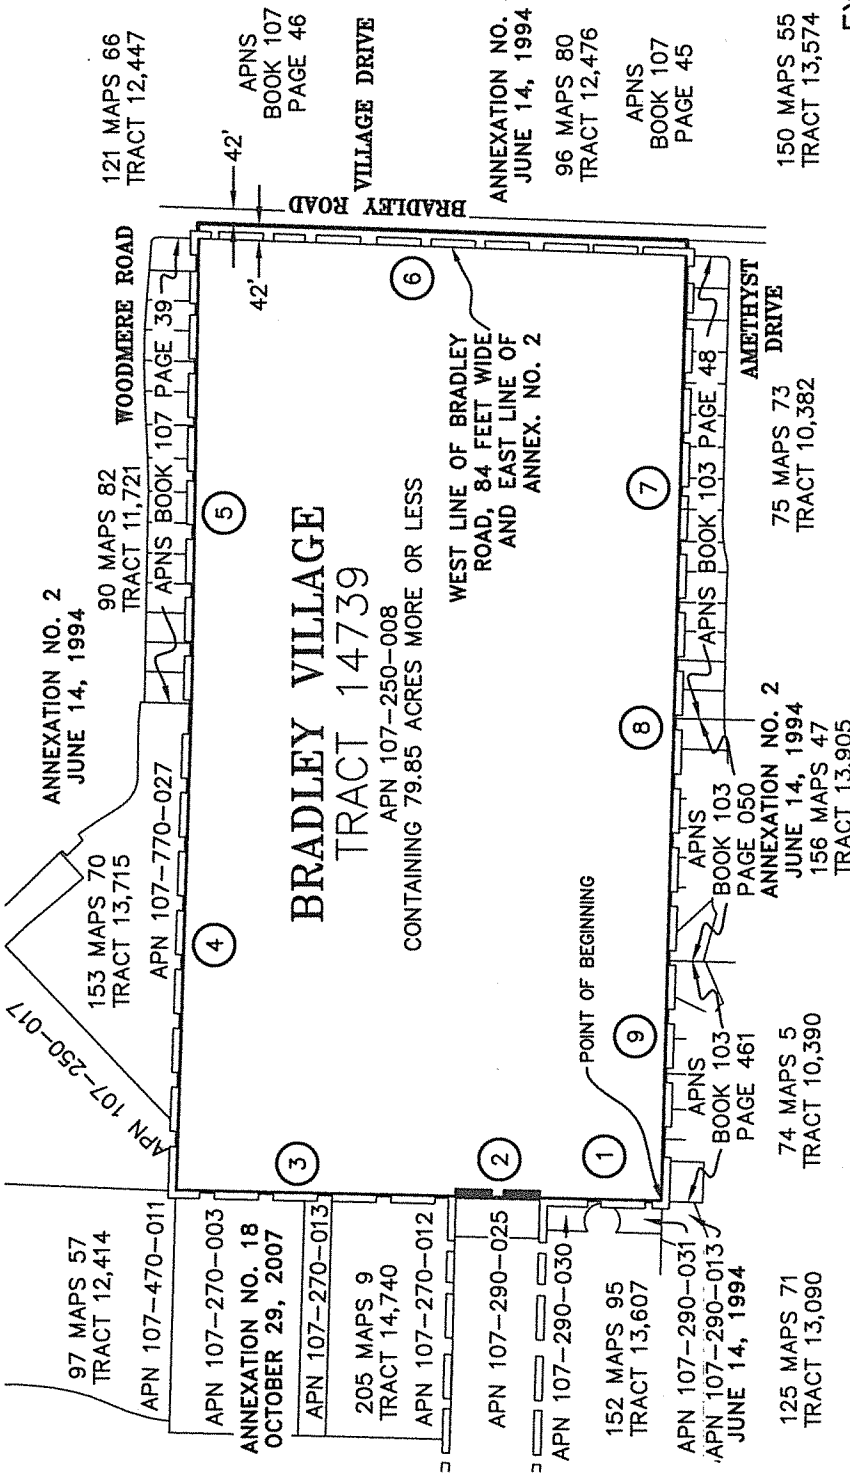 97 MAPS 57
TRACT 12,414
APN 107-470-011
APN 107-270-003
ANNEXATION NO. 18
OCTOBER 29, 2007
APN 107-270-013
205 MAPS 9
TRACT 14,740
APN 107-270-012
APN 107-290-025
APN 107-290-030
152 MAPS 95
TRACT 13,607
APN 107-290-031
APN 107-290-013
JUNE 14, 1994
125 MAPS 71
TRACT 13,090
APN 107-250-017
153 MAPS 70
TRACT 13,715
APN 107-770-027
ANNEXATION NO. 2
JUNE 14, 1994
90 MAPS 82
TRACT 11,721
APNS BOOK 107 PAGE 39
WOODMERE ROAD
121 MAPS 66
TRACT 12,447
APNS
BOOK 107
PAGE 46
42'
42'
VILLAGE DRIVE
BRADLEY ROAD
ANNEXATION NO.
JUNE 14, 1994
96 MAPS 80
TRACT 12,476
APNS
BOOK 107
PAGE 45
150 MAPS 55
TRACT 13,574
BRADLEY VILLAGE
TRACT 14739
APN 107-250-008
CONTAINING 79.85 ACRES MORE OR LESS
WEST LINE OF BRADLEY
ROAD, 84 FEET WIDE
AND EAST LINE OF
ANNEX. NO. 2
POINT OF BEGINNING
1
2
3
4
5
6
7
8
9
APNS
BOOK 103
PAGE 461
74 MAPS 5
TRACT 10,390
APNS
BOOK 103
PAGE 050
ANNEXATION NO. 2
JUNE 14, 1994
156 MAPS 47
TRACT 13,905
APNS BOOK 103 PAGE 48
75 MAPS 73
TRACT 10,382
AMETHYST
DRIVE